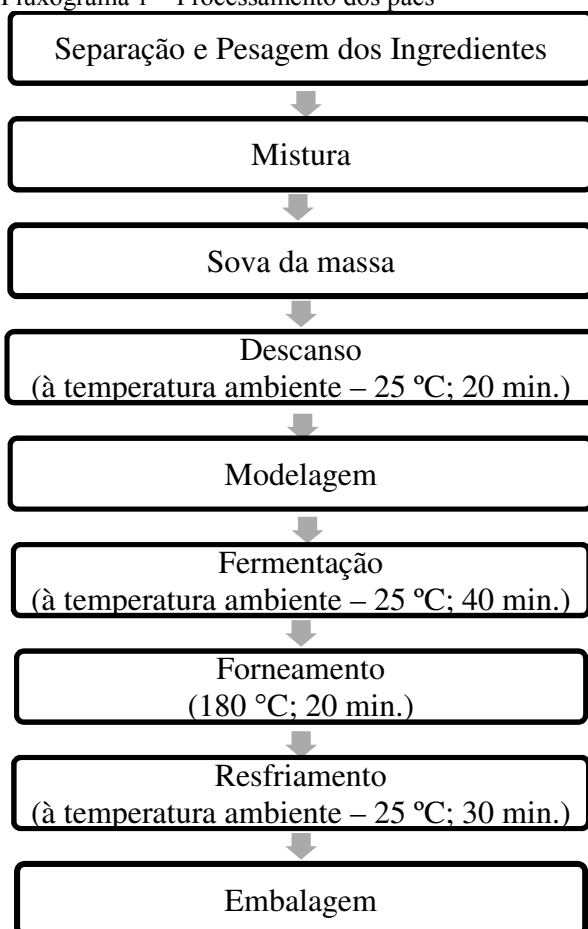 Fluxograma 1 – Processamento dos pães
Separação e Pesagem dos Ingredientes
Mistura
Sova da massa
Descanso
(à temperatura ambiente – 25 ºC; 20 min.)
Modelagem
Fermentação
(à temperatura ambiente – 25 ºC; 40 min.)
Forneamento
(180 °C; 20 min.)
Resfriamento
(à temperatura ambiente – 25 ºC; 30 min.)
Embalagem